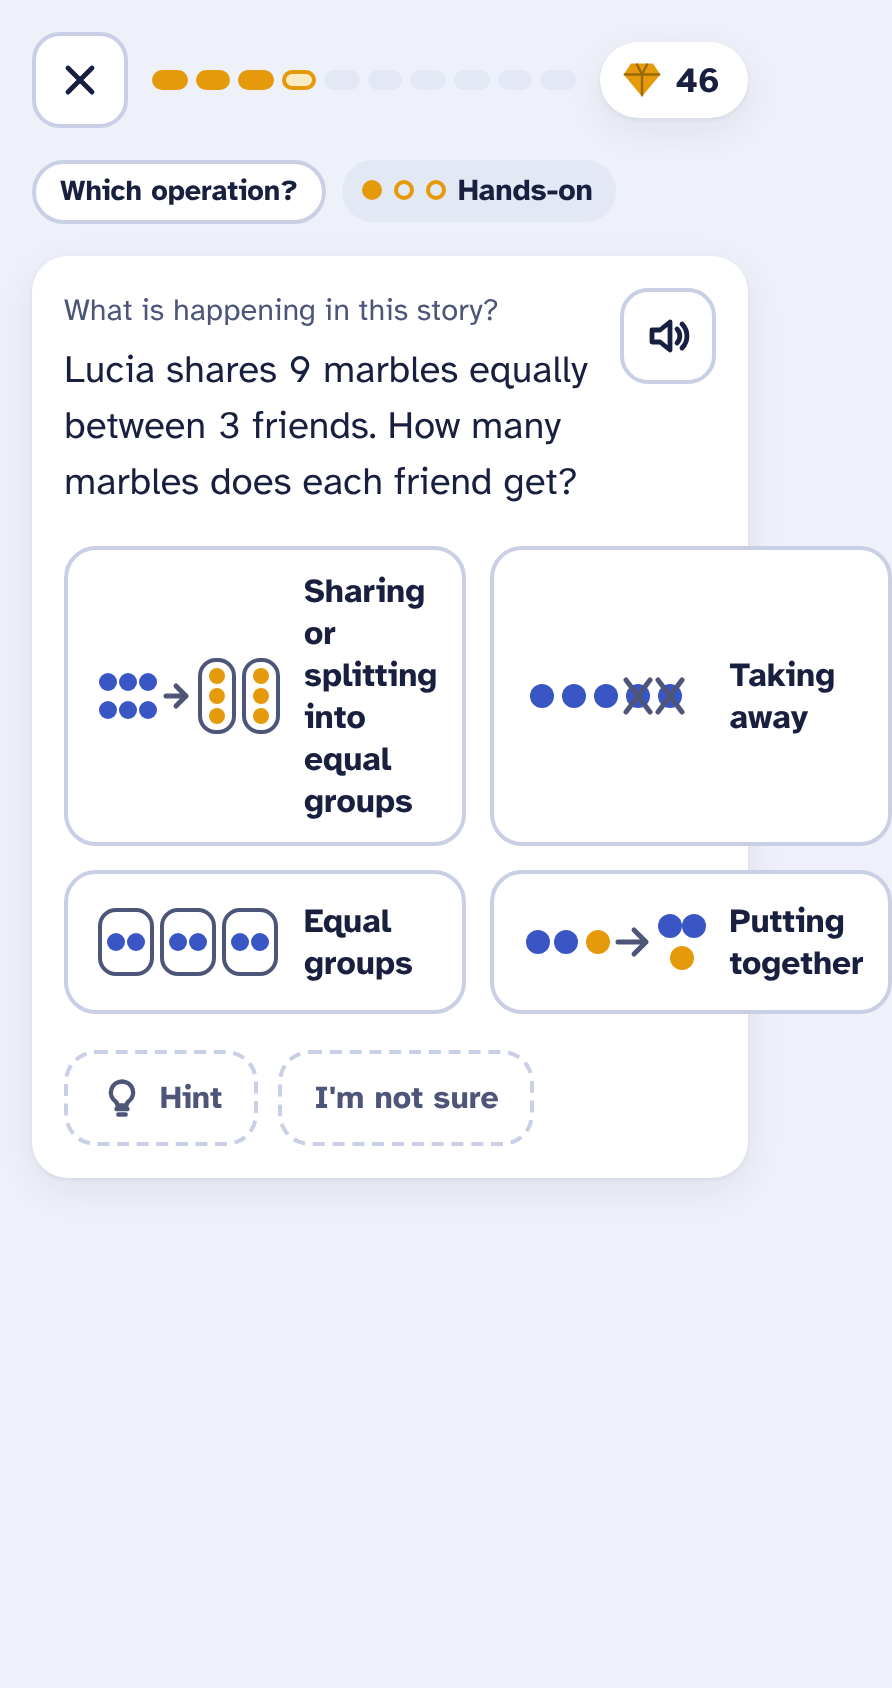 46
Which operation?
Hands-on
What is happening in this story?
Lucia shares 9 marbles equally
between 3 friends. How many
marbles does each friend get?
Sharing
or
splitting
into
equal
groups
Taking
away
Equal
groups
Putting
together
Hint
I'm not sure